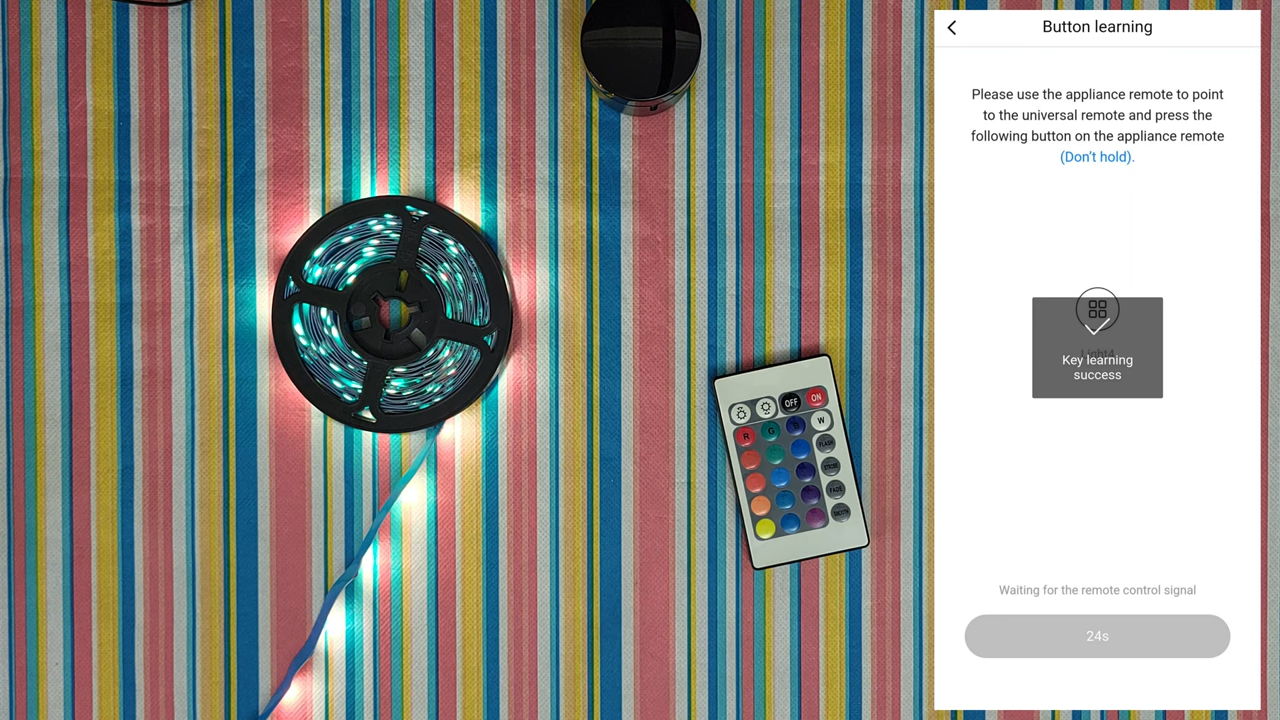 Button learning
Please use the appliance remote to point
to the universal remote and press the
following button on the appliance remote
(Don't hold).
Key learning
success
Waiting for the remote control signal
24s
OFF
ON
R
G
W
FLASH
STROBE
FADE
SMOOTH